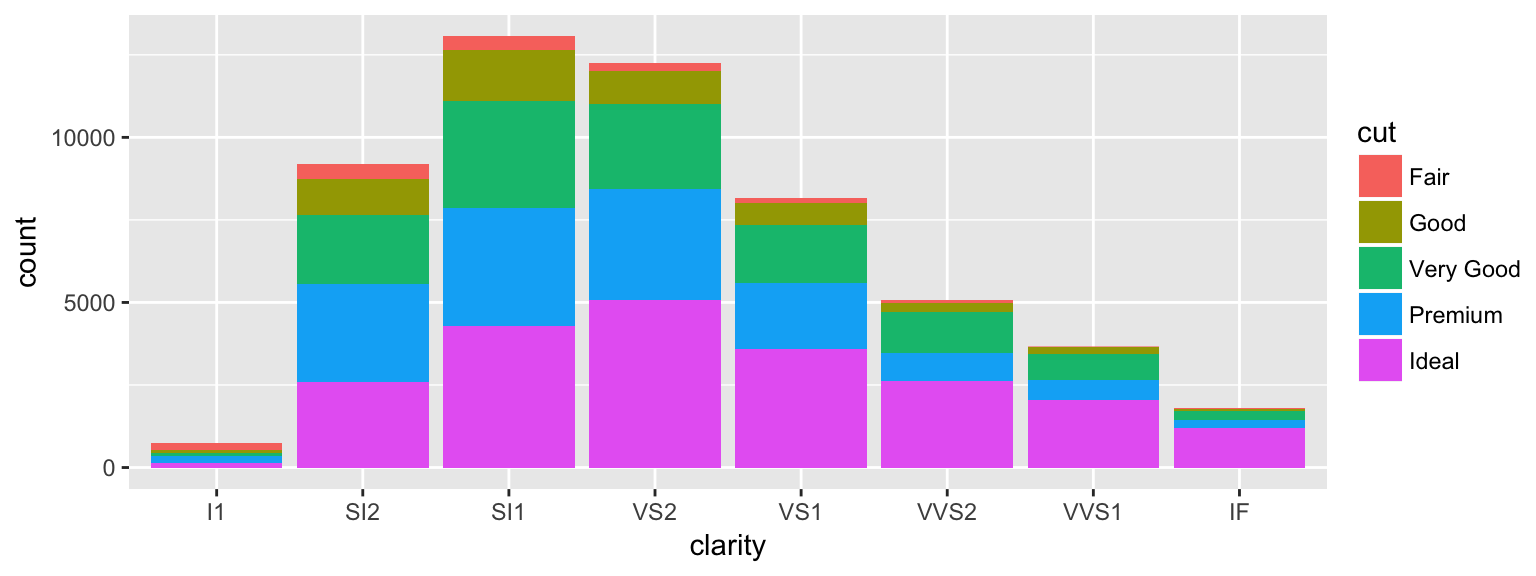 count
10000
5000
0
I1 SI2 SI1 VS2 VS1 VVS2 VVS1 IF
clarity
cut
Fair
Good
Very Good
Premium
Ideal